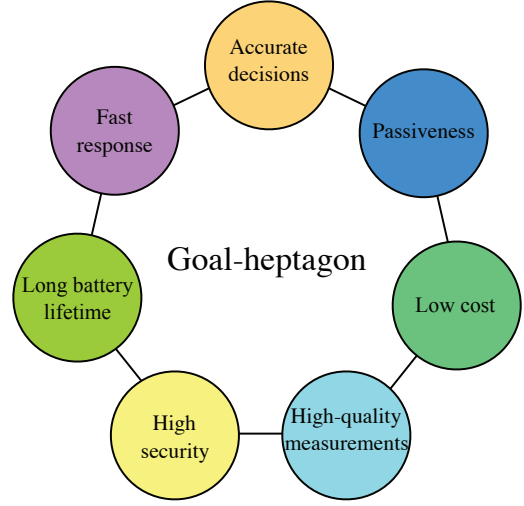 Accurate
decisions
Passiveness
Low cost
High-quality
measurements
High
security
Long battery
lifetime
Fast
response
Goal-heptagon